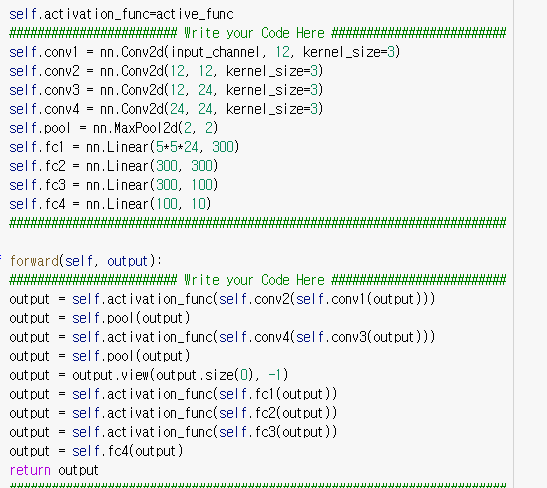 self.activation_func=active_func
######################## Write your Code Here #########################
self.conv1 = nn.Conv2d(input_channel, 12, kernel_size=3)
self.conv2 = nn.Conv2d(12, 12, kernel_size=3)
self.conv3 = nn.Conv2d(12, 24, kernel_size=3)
self.conv4 = nn.Conv2d(24, 24, kernel_size=3)
self.pool = nn.MaxPool2d(2, 2)
self.fc1 = nn.Linear(5*5*24, 300)
self.fc2 = nn.Linear(300, 300)
self.fc3 = nn.Linear(300, 100)
self.fc4 = nn.Linear(100, 10)
#######################################################################
forward(self, output):
######################## Write your Code Here #########################
output = self.activation_func(self.conv2(self.conv1(output)))
output = self.pool(output)
output = self.activation_func(self.conv4(self.conv3(output)))
output = self.pool(output)
output = output.view(output.size(0), -1)
output = self.activation_func(self.fc1(output))
output = self.activation_func(self.fc2(output))
output = self.activation_func(self.fc3(output))
output = self.fc4(output)
return output
#######################################################################